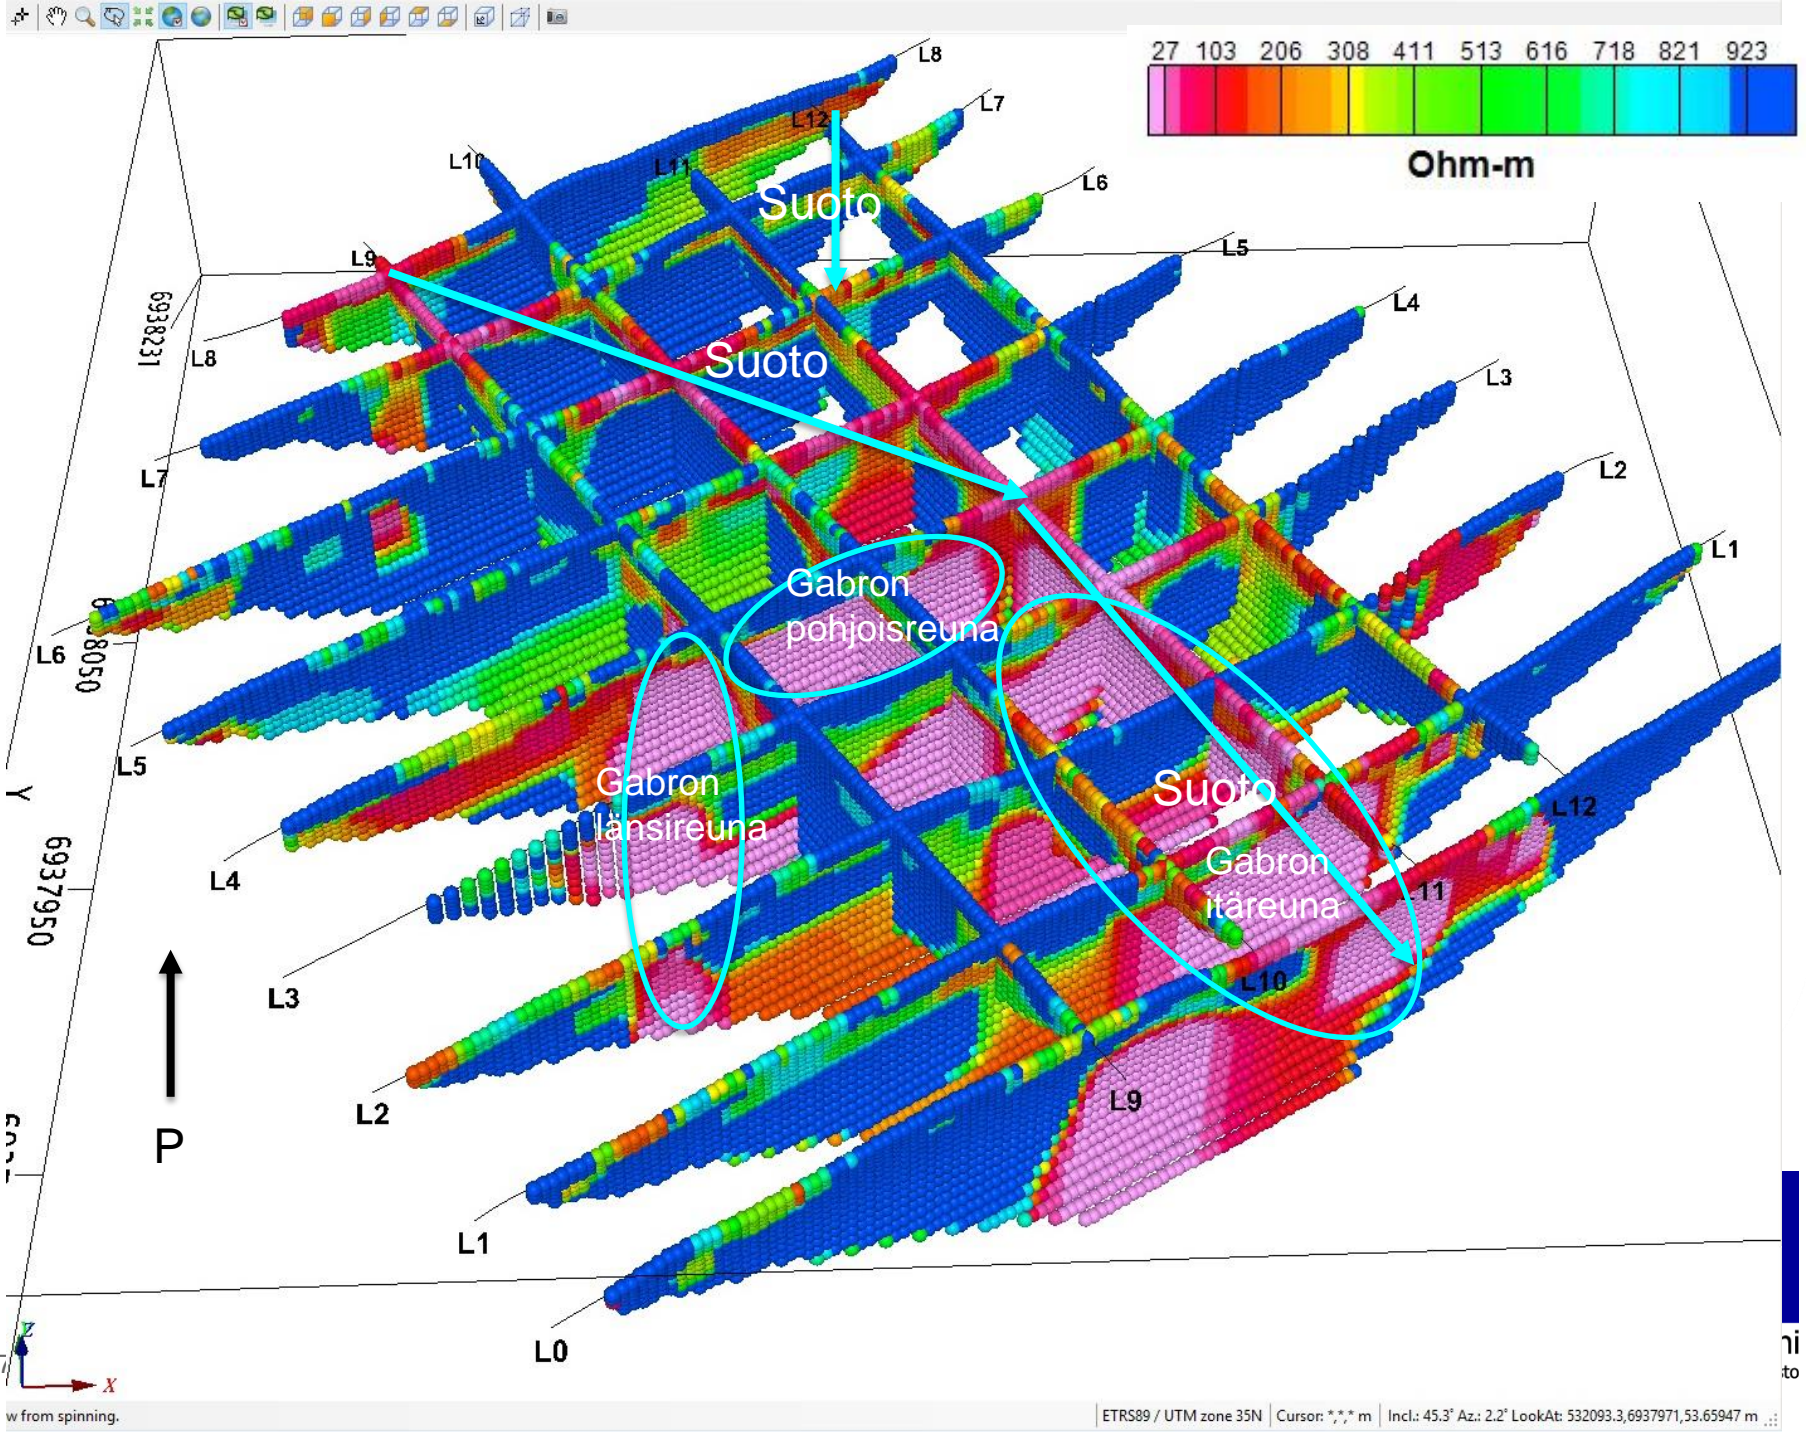 27 103 206 308 411 513 616 718 821 923
Ohm-m
L8
L7
L12
L10
L11
L6
Suoto
L5
L9
L4
6938231
L8
Suoto
L3
L7
L2
L1
Gabron
pohjoisreuna
L6
L5
Gabron
länsireuna
Suoto
L12
Y
L4
Gabron
itäreuna
11
6937950
L10
L3
L9
L2
P
L1
L0
Z
X
w from spinning.
ETRS89 / UTM zone 35N
Cursor: *,*,* m
Incl.: 45.3° Az.: 2.2° LookAt: 532093.3,6937971,53.65947 m